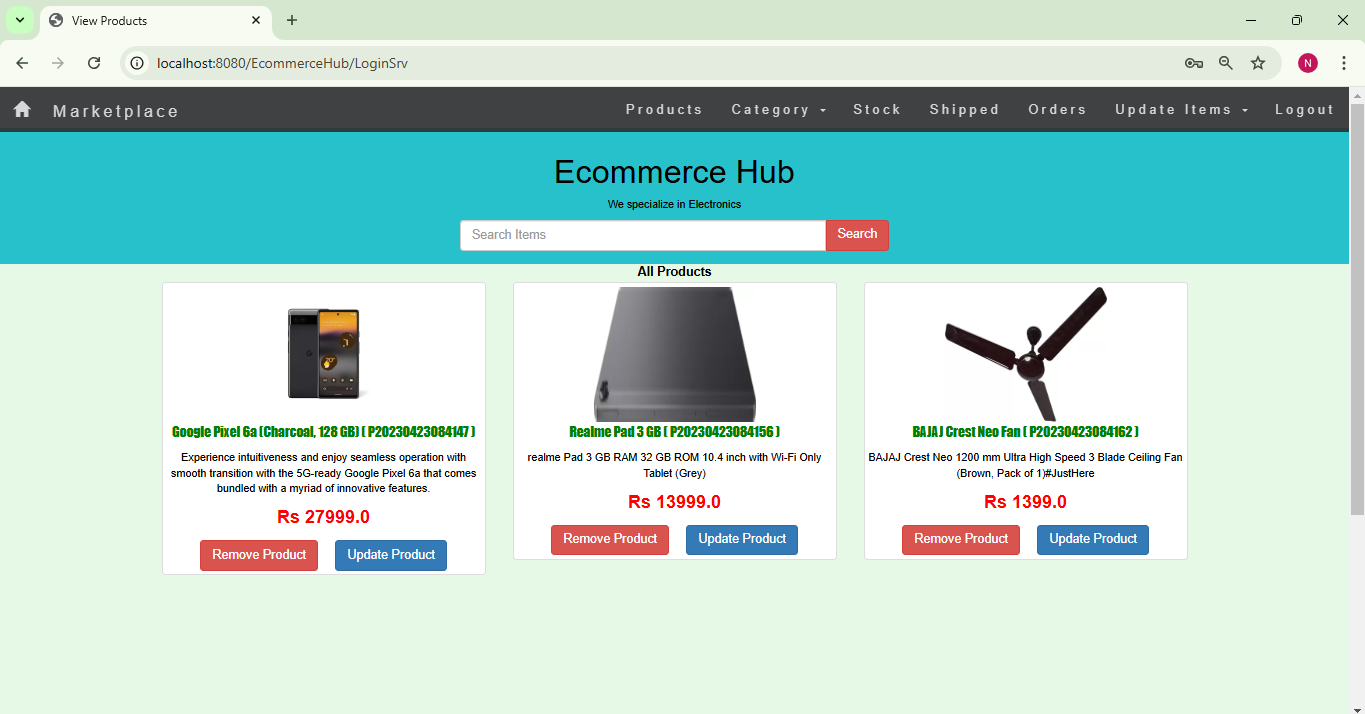 View Products
localhost:8080/EcommerceHub/LoginSrv
N
Marketplace Products Category Stock Shipped Orders Update Items Logout
Ecommerce Hub
We specialize in Electronics
Search Items Search
All Products
Google Pixel 6a (Charcoal, 128 GB) ( P20230423084147 )
Experience intuitiveness and enjoy seamless operation with
smooth transition with the 5G-ready Google Pixel 6a that comes
bundled with a myriad of innovative features.
Rs 27999.0
Remove Product Update Product
Realme Pad 3 GB ( P20230423084156 )
realme Pad 3 GB RAM 32 GB ROM 10.4 inch with Wi-Fi Only
Tablet (Grey)
Rs 13999.0
Remove Product Update Product
BAJAJ Crest Neo Fan ( P20230423084162 )
BAJAJ Crest Neo 1200 mm Ultra High Speed 3 Blade Ceiling Fan
(Brown, Pack of 1)#JustHere
Rs 1399.0
Remove Product Update Product